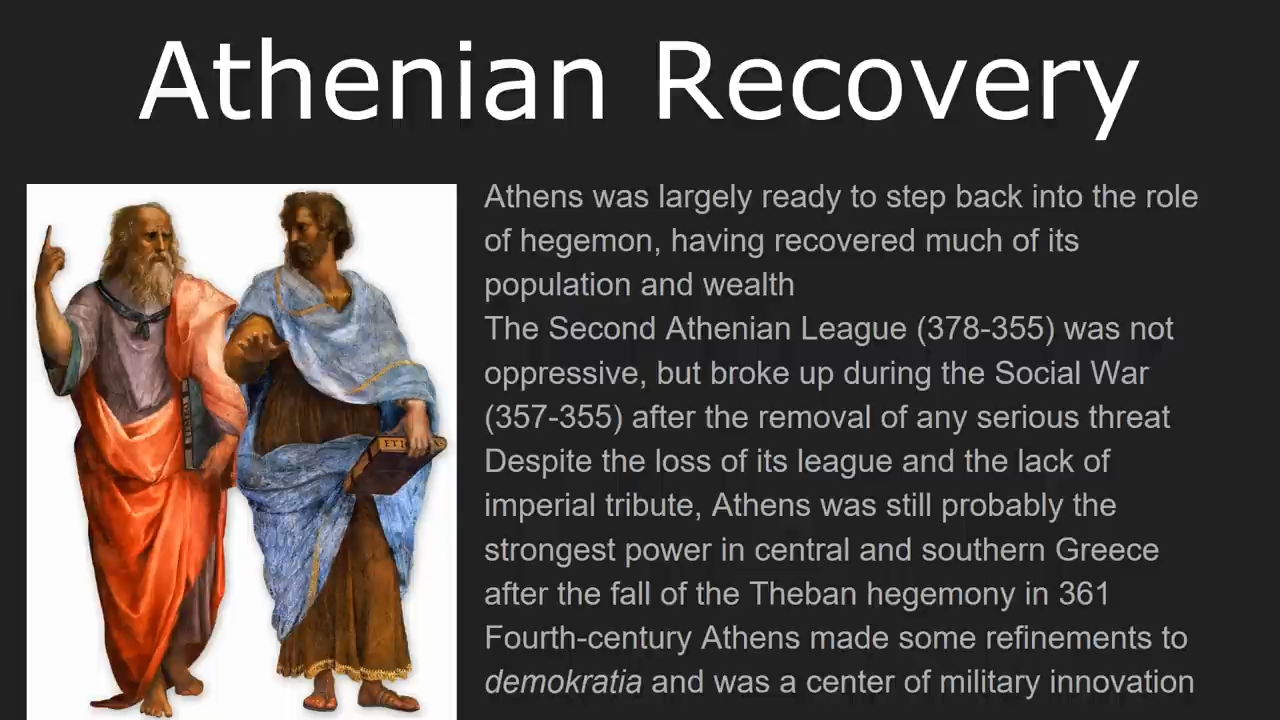 Athenian Recovery
Athens was largely ready to step back into the role
of hegemon, having recovered much of its
population and wealth
The Second Athenian League (378-355) was not
oppressive, but broke up during the Social War
(357-355) after the removal of any serious threat
Despite the loss of its league and the lack of
imperial tribute, Athens was still probably the
strongest power in central and southern Greece
after the fall of the Theban hegemony in 361
Fourth-century Athens made some refinements to
demokratia and was a center of military innovation